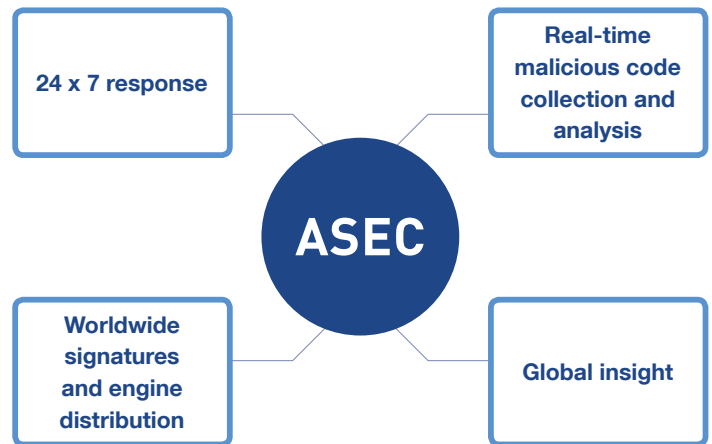 24 x 7 response
Real-time
malicious code
collection and
analysis
ASEC
Worldwide
signatures
and engine
distribution
Global insight